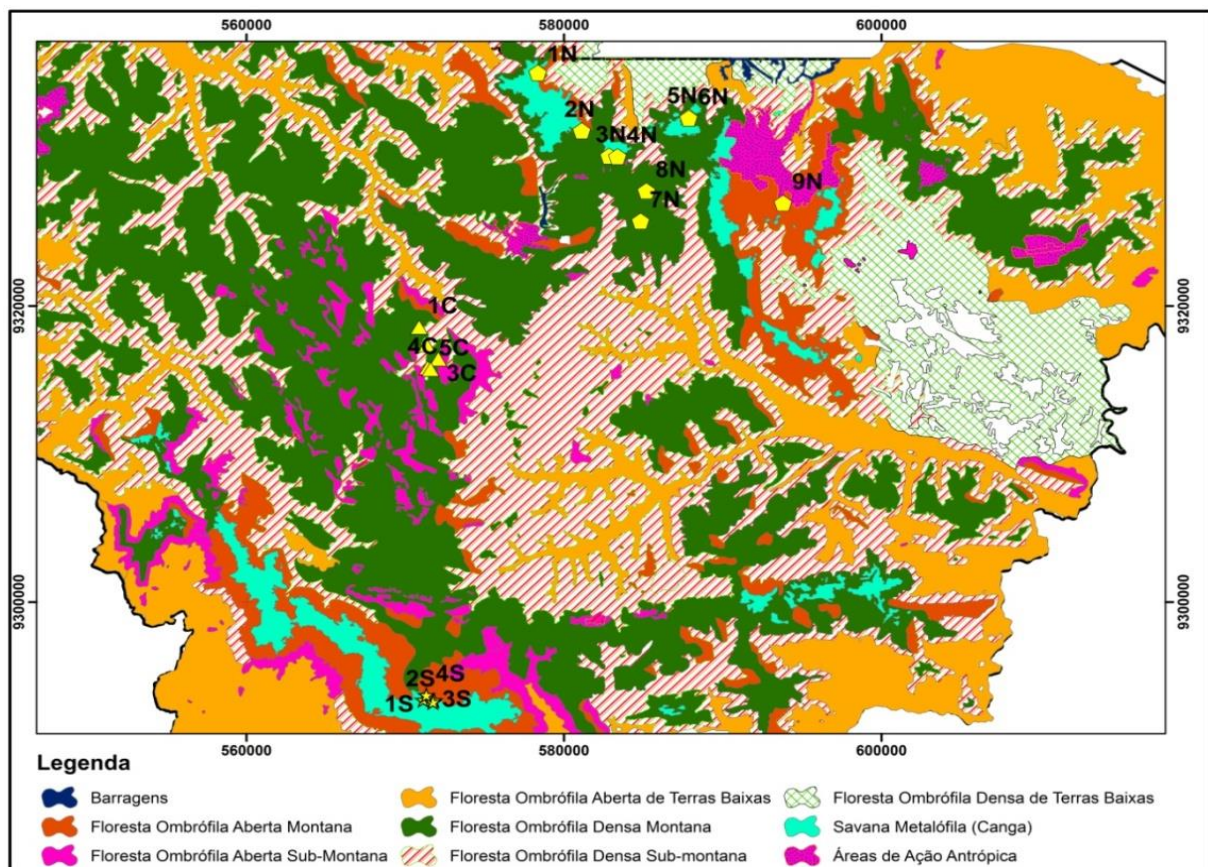 560000 580000 600000
1N
5N6N
2N
3N4N
8N
9N
7N
9320000 9320000
1C
4C5C
3C
9300000 9300000
2S4S
1S 3S
560000 580000 600000
Legenda
Barragens
Floresta Ombrófila Aberta de Terras Baixas
Floresta Ombrófila Densa de Terras Baixas
Floresta Ombrófila Aberta Montana
Floresta Ombrófila Densa Montana
Savana Metalófila (Canga)
Floresta Ombrófila Aberta Sub-Montana
Floresta Ombrófila Densa Sub-montana
Áreas de Ação Antrópica